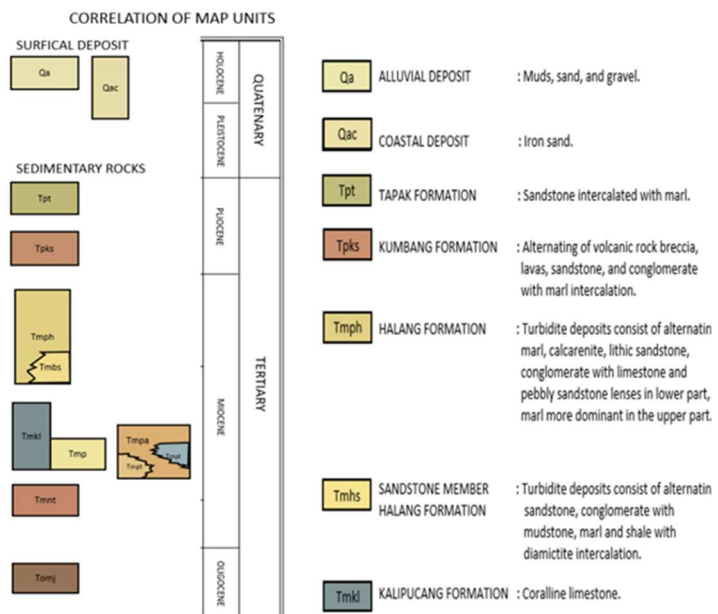 CORRELATION OF MAP UNITS
SURFICAL DEPOSIT
Qa
Qac
SEDIMENTARY ROCKS
Tpt
Tpks
Tmph
Tmbs
Tmkl
Tmp
Tmpa
Tmpl
Tmpt
Tmnt
Tomj
HOLOCENE
PLEISTOCENE
QUATENARY
PLIOCENE
MIOCENE
OLIGOCENE
TERTIARY
Qa ALLUVIAL DEPOSIT : Muds, sand, and gravel.
Qac COASTAL DEPOSIT : Iron sand.
Tpt TAPAK FORMATION : Sandstone intercalated with marl.
Tpks KUMBANG FORMATION : Alternating of volcanic rock breccia,
lavas, sandstone, and conglomerate
with marl intercalation.
Tmph HALANG FORMATION : Turbidite deposits consist of alternatin
marl, calcarenite, lithic sandstone,
conglomerate with limestone and
pebbly sandstone lenses in lower part,
marl more dominant in the upper part.
Tmhs SANDSTONE MEMBER : Turbidite deposits consist of alternatin
HALANG FORMATION sandstone, conglomerate with
mudstone, marl and shale with
diamictite intercalation.
Tmkl KALIPUCANG FORMATION : Coralline limestone.